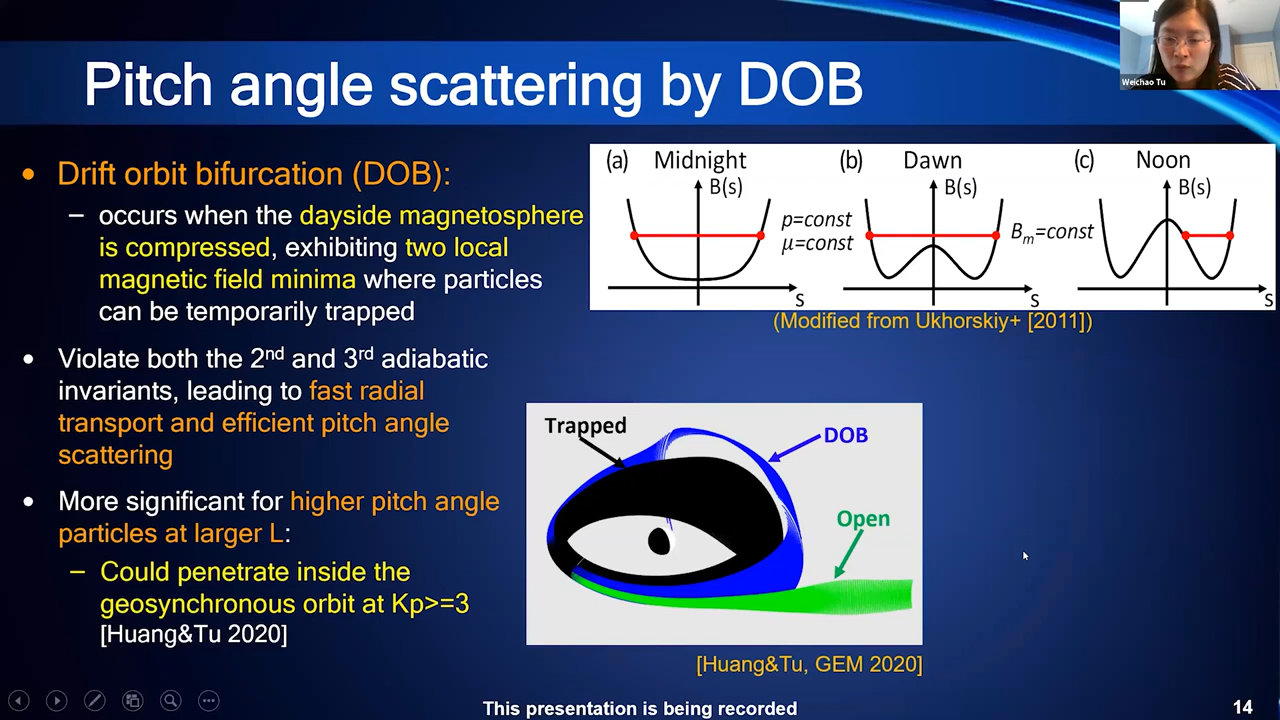 Pitch angle scattering by DOB
Weichao Tu
• Drift orbit bifurcation (DOB):
– occurs when the dayside magnetosphere
is compressed, exhibiting two local
magnetic field minima where particles
can be temporarily trapped
• Violate both the 2nd and 3rd adiabatic
invariants, leading to fast radial
transport and efficient pitch angle
scattering
• More significant for higher pitch angle
particles at larger L:
– Could penetrate inside the
geosynchronous orbit at Kp>=3
[Huang&Tu 2020]
(a) Midnight
B(s)
s
p=const
μ=const
(b) Dawn
B(s)
s
Bm=const
(c) Noon
B(s)
s
(Modified from Ukhorskiy+ [2011])
Trapped
DOB
Open
[Huang&Tu, GEM 2020]
This presentation is being recorded
14